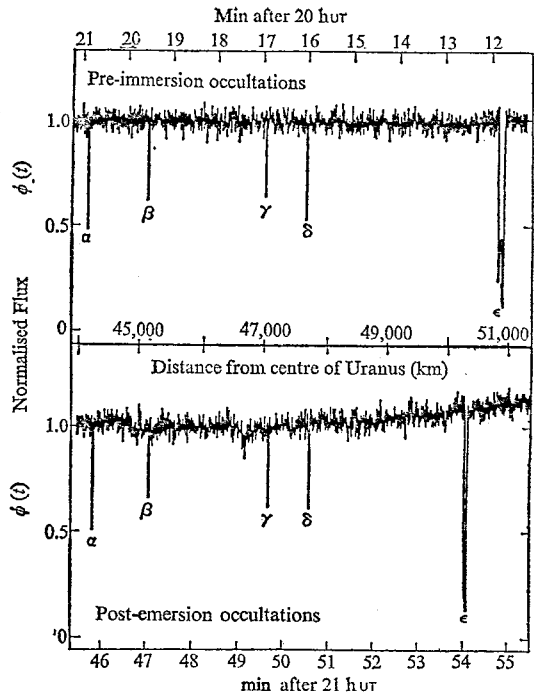 Min after 20 h UT
21 20 19 18 17 16 15 14 13 12
Pre-immersion occultations
1.0
0.5
0
ϕ (t)
α β γ δ ϵ
Normalised Flux
45,000 47,000 49,000 51,000
Distance from centre of Uranus (km)
1.0
0.5
0
ϕ (t)
α β γ δ ϵ
Post-emersion occultations
46 47 48 49 50 51 52 53 54 55
min after 21 h UT